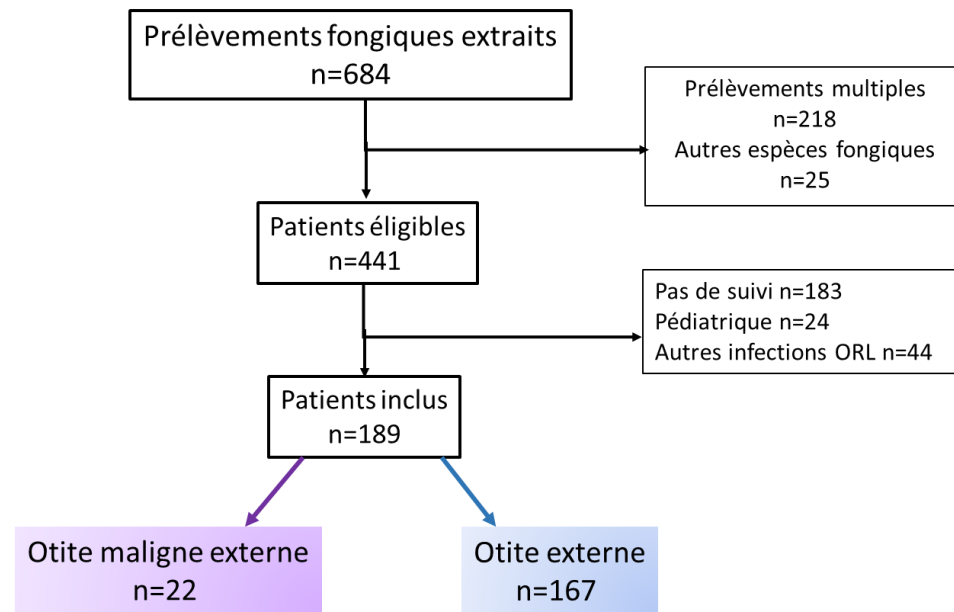 Prélèvements fongiques extraits
n=684
Prélèvements multiples
n=218
Autres espèces fongiques
n=25
Patients éligibles
n=441
Pas de suivi n=183
Pédiatrique n=24
Autres infections ORL n=44
Patients inclus
n=189
Otite maligne externe
n=22
Otite externe
n=167